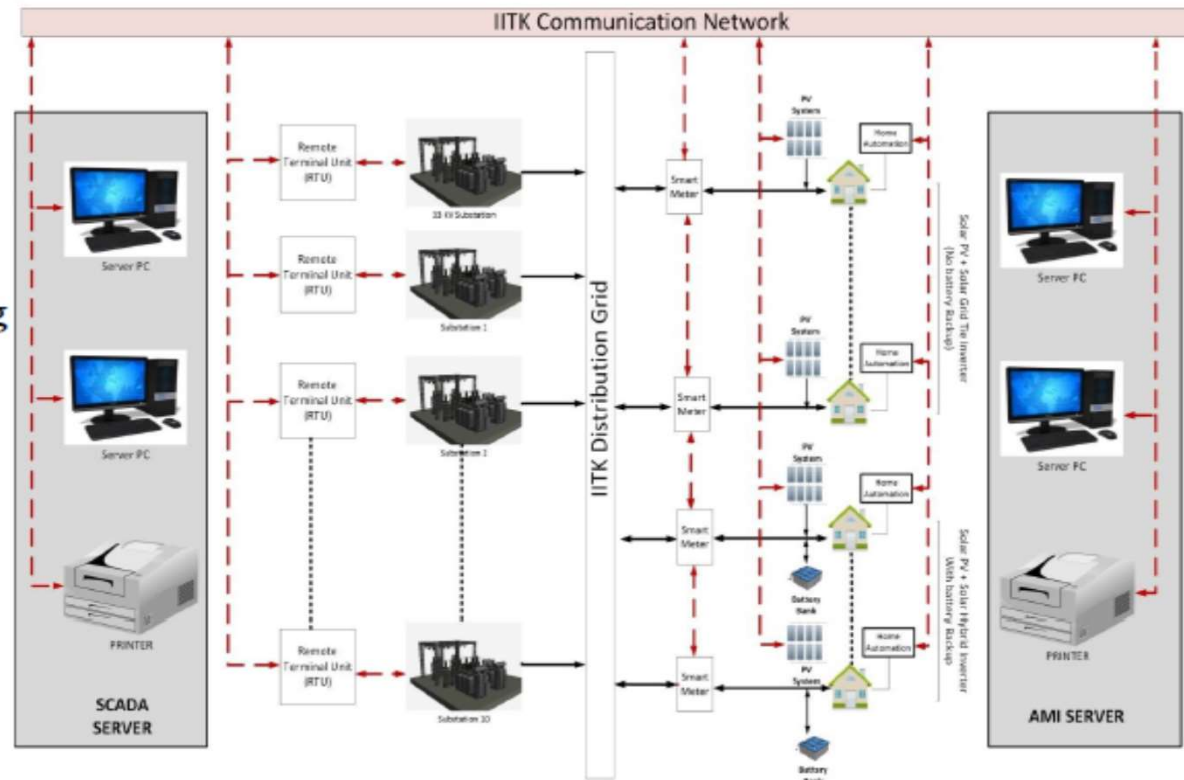 IITK Communication Network
Server PC
Server PC
PRINTER
SCADA
SERVER
Remote
Terminal Unit
(RTU)
33 kV Substation
Remote
Terminal Unit
(RTU)
Substation 1
Remote
Terminal Unit
(RTU)
Remote
Terminal Unit
(RTU)
Substation 10
IITK Distribution Grid
Smart
Meter
Smart
Meter
Smart
Meter
Smart
Meter
PV
System
Home
Automation
PV
System
Home
Automation
PV
System
Home
Automation
Battery
Bank
PV
System
Home
Automation
Battery
Solar PV + Solar Grid Tie Inverter
(No battery Backup)
Solar PV + Solar Hybrid Inverter
With battery Backup
Server PC
Server PC
PRINTER
AMI SERVER